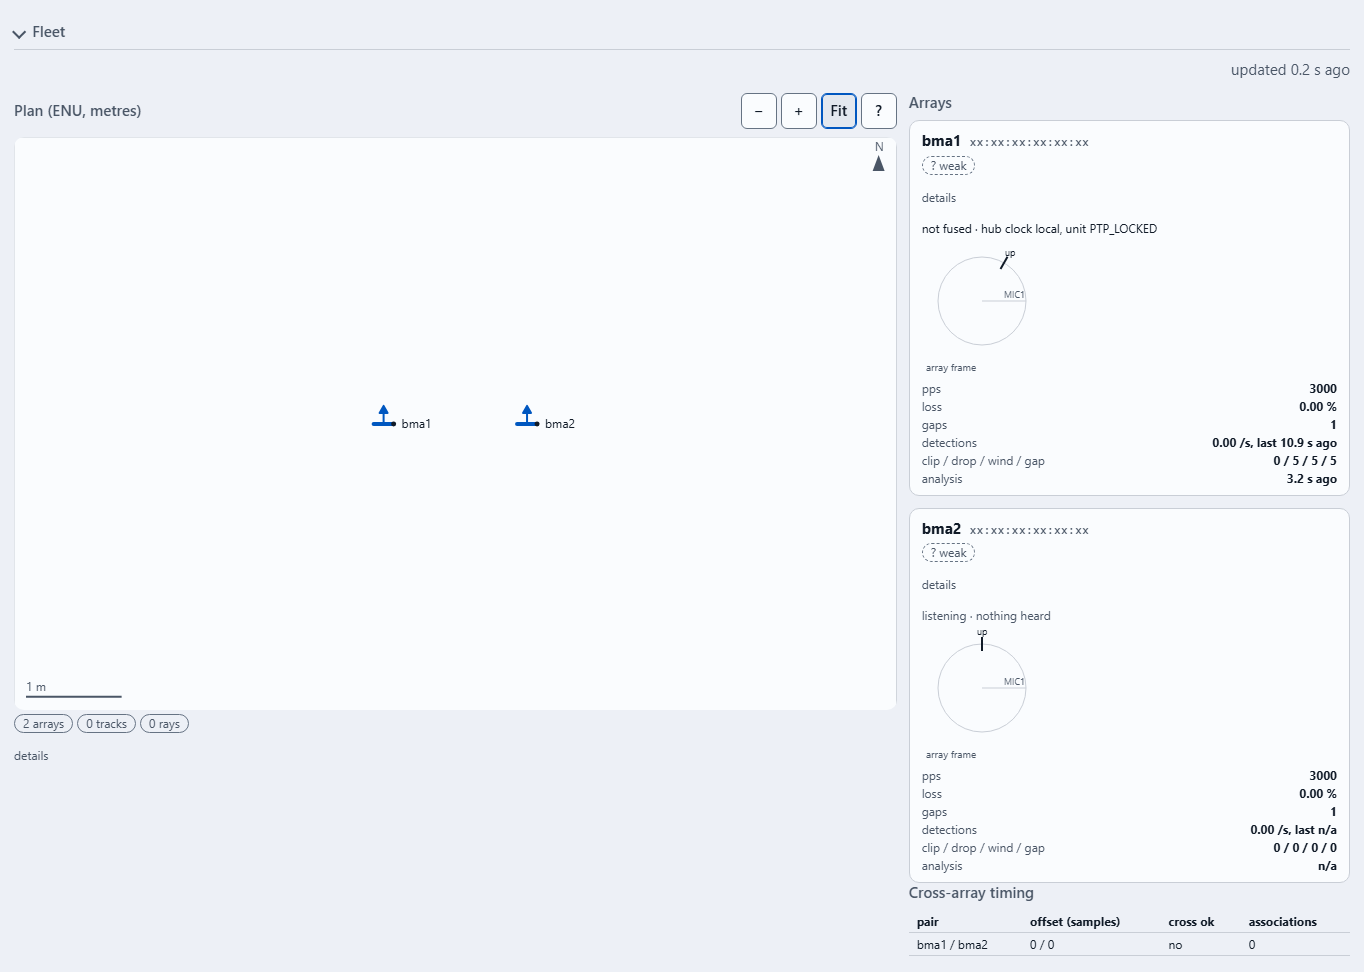 Fleet
updated 0.2 s ago
Plan (ENU, metres)
− + Fit ?
N
bma1
bma2
1 m
2 arrays 0 tracks 0 rays
details
Arrays
bma1 xx:xx:xx:xx:xx:xx
? weak
details
not fused · hub clock local, unit PTP_LOCKED
up
MIC1
array frame
pps 3000
loss 0.00 %
gaps 1
detections 0.00 /s, last 10.9 s ago
clip / drop / wind / gap 0 / 5 / 5 / 5
analysis 3.2 s ago
bma2 xx:xx:xx:xx:xx:xx
? weak
details
listening · nothing heard
up
MIC1
array frame
pps 3000
loss 0.00 %
gaps 1
detections 0.00 /s, last n/a
clip / drop / wind / gap 0 / 0 / 0 / 0
analysis n/a
Cross-array timing
pair offset (samples) cross ok associations
bma1 / bma2 0 / 0 no 0